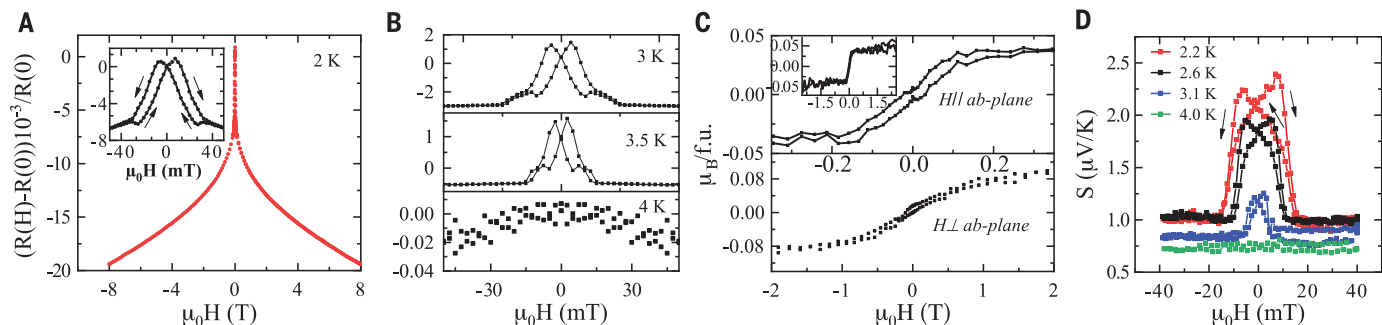 A
(R(H)-R(0))10⁻³/R(0)
0
-5
-10
-15
-20
-8
-4
0
4
8
μ₀H (T)
2 K
0
-4
-8
-40
0
40
μ₀H (mT)
B
2
0
-2
3 K
1
0
3.5 K
0.00
-0.02
-0.04
4 K
-30
0
30
μ₀H (mT)
C
μB/f.u.
0.05
0.00
-0.05
0.05
0.00
0.05
-1.5
0.0
1.5
H// ab-plane
-0.2
0.0
0.2
0.08
0.00
-0.08
H⊥ ab-plane
-2
-1
0
1
2
μ₀H (T)
D
S (μV/K)
2.5
2.0
1.5
1.0
0.5
2.2 K
2.6 K
3.1 K
4.0 K
-40
-20
0
20
40
μ₀H (mT)